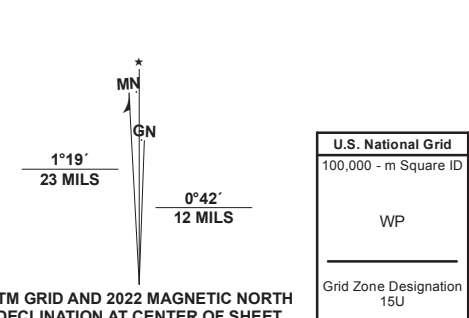 ★
MN
GN
1°19´
23 MILS
0°42´
12 MILS
TM GRID AND 2022 MAGNETIC NORTH
DECLINATION AT CENTER OF SHEET
U.S. National Grid
100,000 - m Square ID
WP
Grid Zone Designation
15U